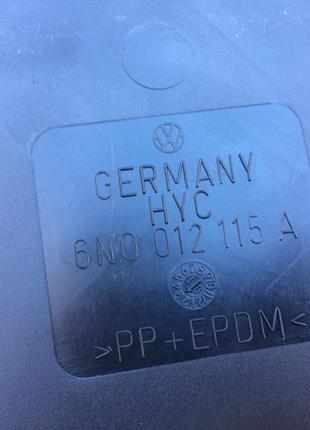 GERMANY
HYC
6N0 012 115 A
>PP+EPDM<